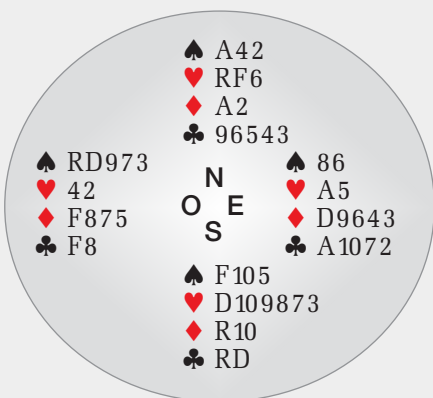 ♠ A42
♥ RF6
♦ A2
♣ 96543
♠ RD973
♥ 42
♦ F875
♣ F8
N
O E
S
♠ 86
♥ A5
♦ D9643
♣ A1072
♠ F105
♥ D109873
♦ R10
♣ RD